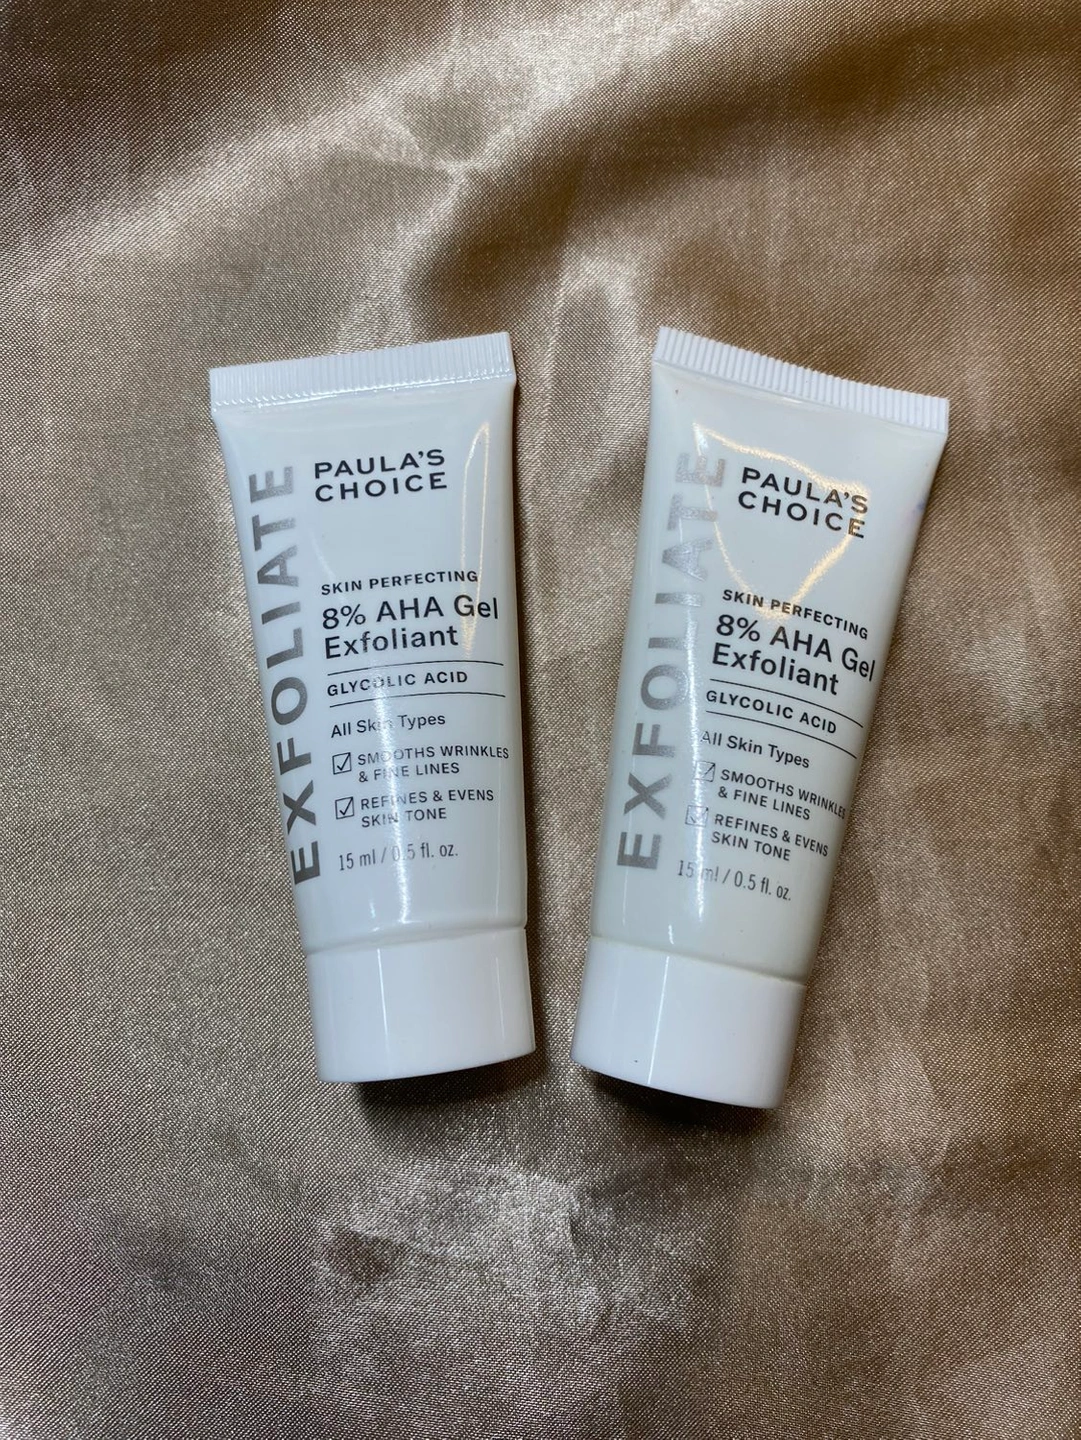 EXFOLIATE
PAULA'S
CHOICE
SKIN PERFECTING
8% AHA Gel
Exfoliant
GLYCOLIC ACID
All Skin Types
SMOOTHS WRINKLES
& FINE LINES
REFINES & EVENS
SKIN TONE
15 ml / 0.5 fl. oz.
EXFOLIATE
PAULA'S
CHOICE
SKIN PERFECTING
8% AHA Gel
Exfoliant
GLYCOLIC ACID
All Skin Types
SMOOTHS WRINKLES
& FINE LINES
REFINES & EVENS
SKIN TONE
15 ml / 0.5 fl. oz.